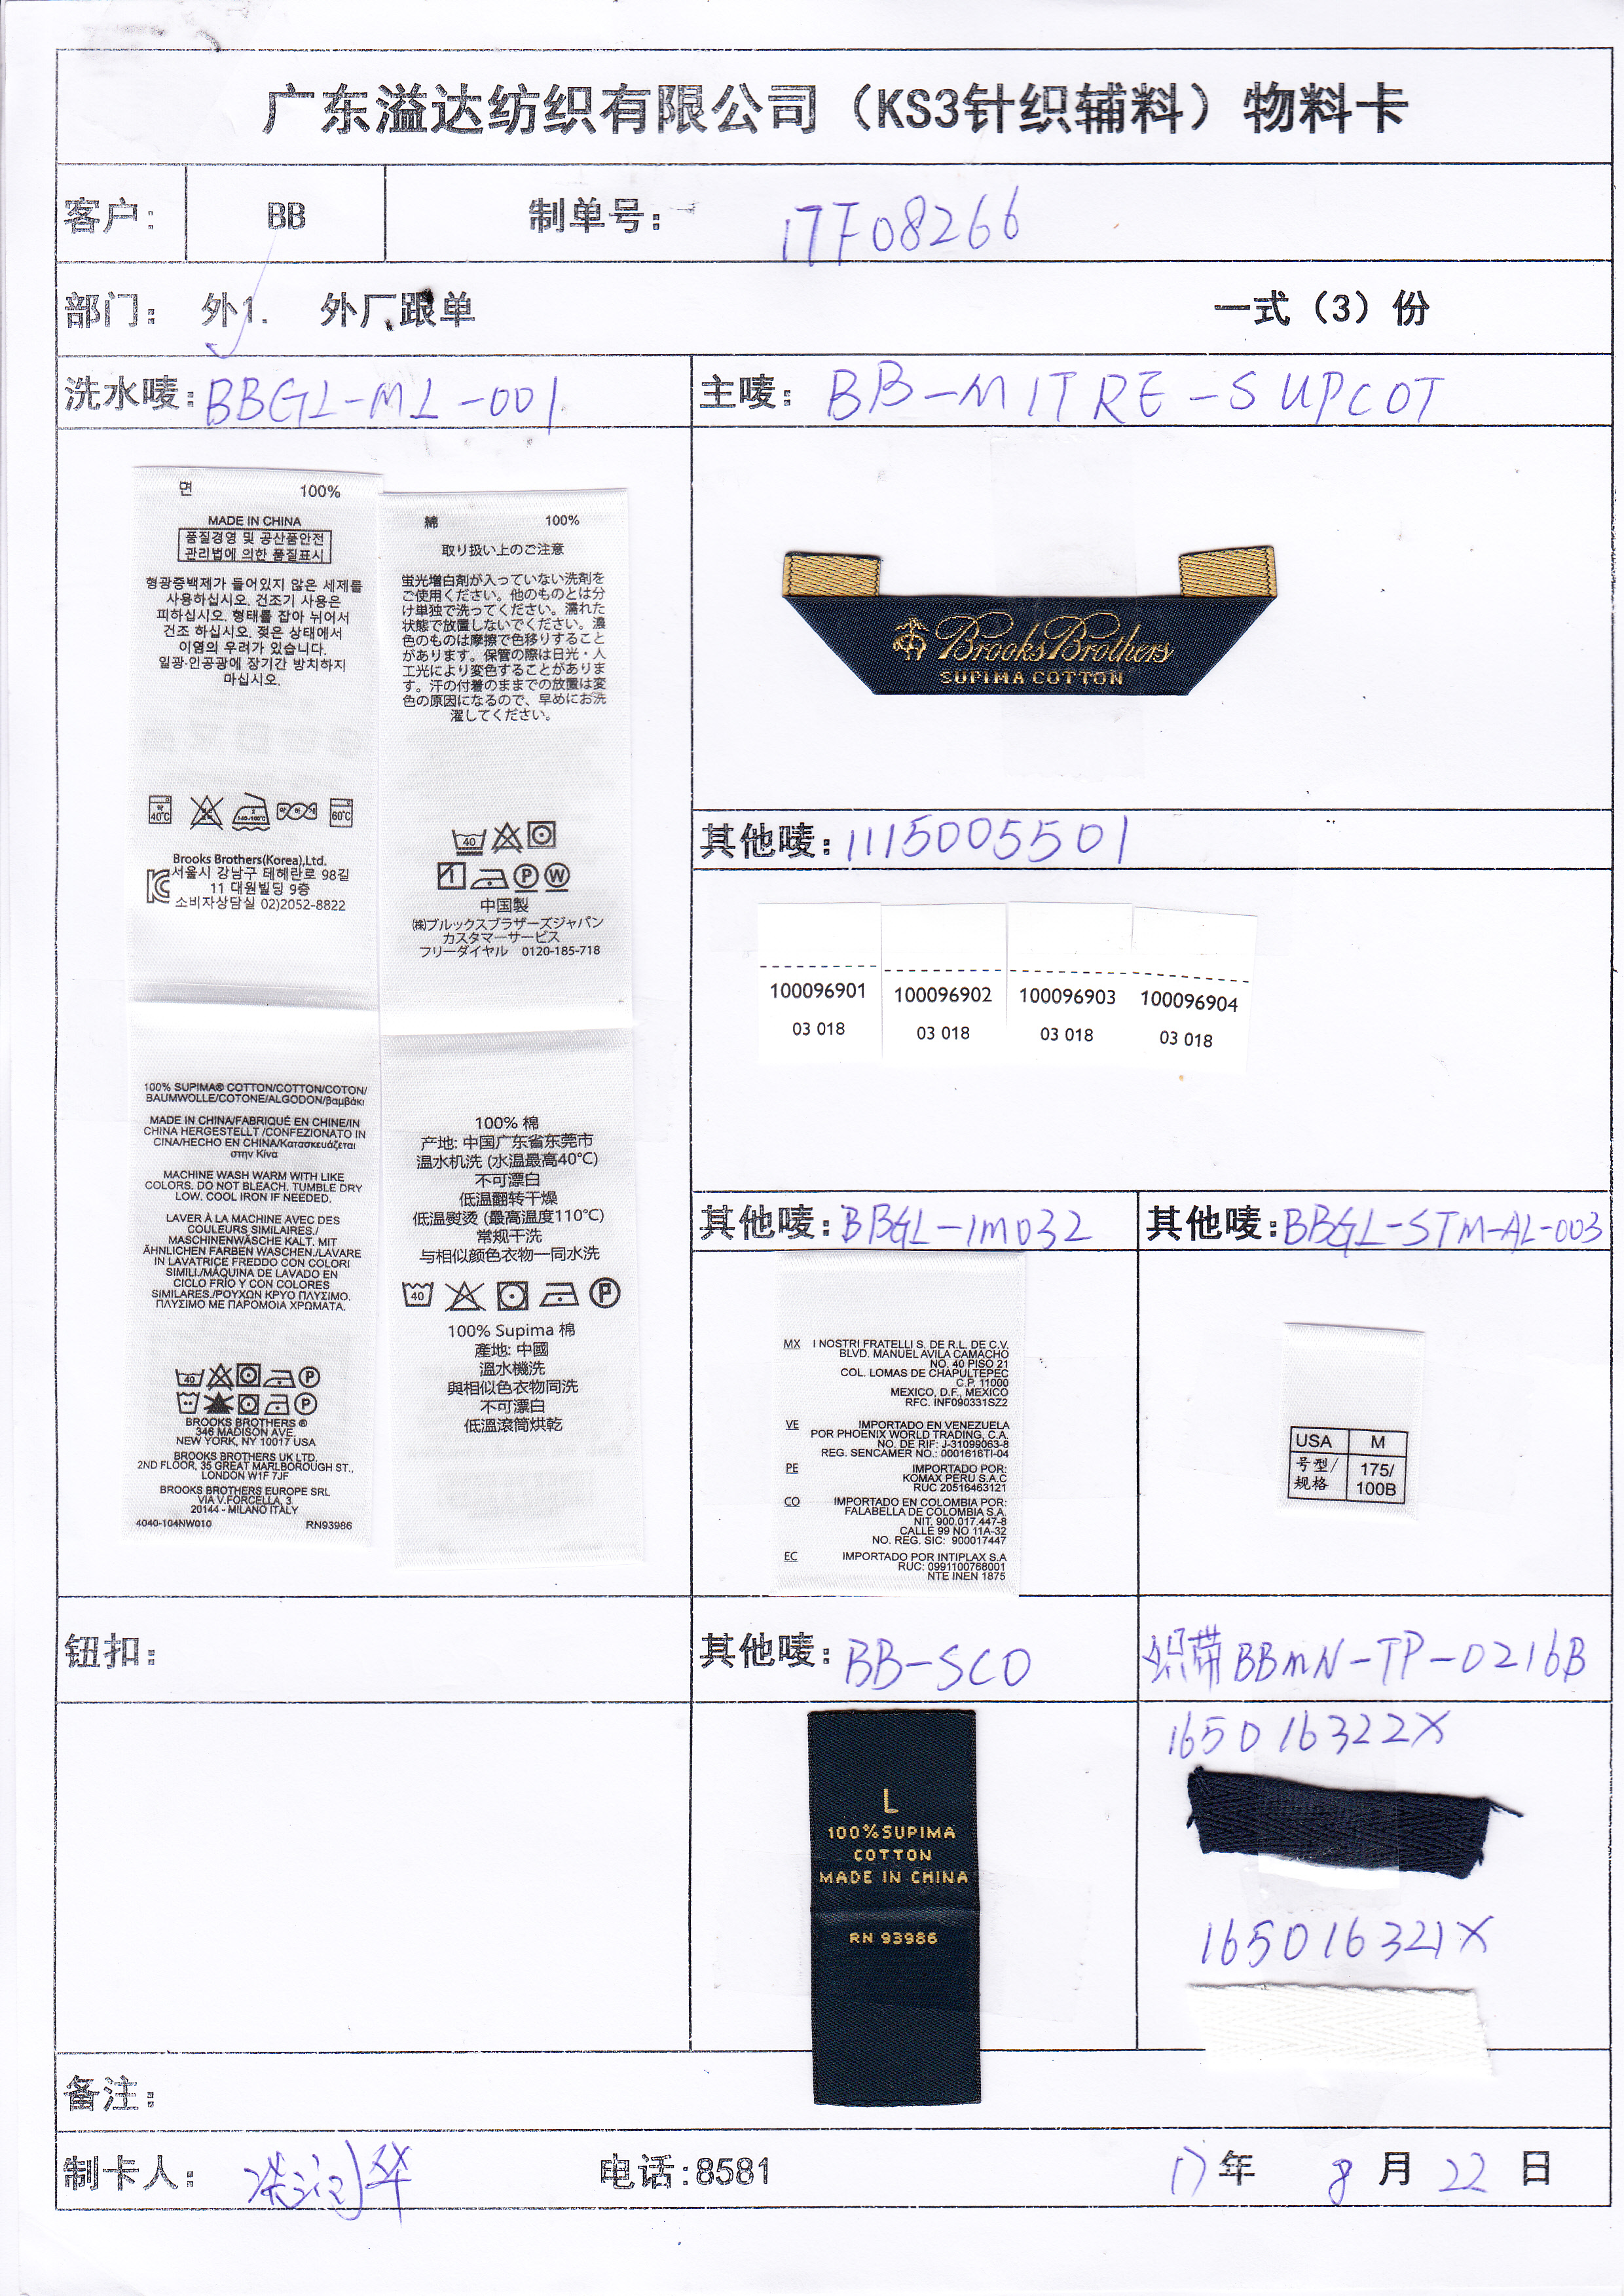 广东溢达纺织有限公司（KS3针织辅料）物料卡
客户: BB 制单号: 17F08266
部门: 外1. 外厂跟单 一式（3）份
洗水唛: BBGL-ML-001
主唛: BB-MITRE-SUPCOT
면 100%
MADE IN CHINA
품질경영 및 공산품안전
관리법에 의한 품질표시
형광증백제가 들어있지 않은 세제를
사용하십시오. 건조기 사용은
피하십시오. 형태를 잡아 뉘어서
건조 하십시오. 젖은 상태에서
이염의 우려가 있습니다.
일광·인공광에 장기간 방치하지
마십시오.
약 40℃ 140~160℃ 60℃
Brooks Brothers(Korea),Ltd.
서울시 강남구 테헤란로 98길
11 대원빌딩 9층
소비자상담실 02)2052-8822
綿 100%
取り扱い上のご注意
蛍光増白剤が入っていない洗剤を
ご使用ください。他のものとは分
け単独で洗ってください。濡れた
状態で放置しないでください。濃
色のものは摩擦で色移りすること
があります。保管の際は日光・人
工光により変色することがありま
す。汗の付着のままでの放置は変
色の原因になるので、早めにお洗
濯してください。
40
P W
中国製
㈱ブルックスブラザーズジャパン
カスタマーサービス
フリーダイヤル 0120-185-718
100% SUPIMA® COTTON/COTTON/COTON/
BAUMWOLLE/COTONE/ALGODON/βαμβάκι
MADE IN CHINA/FABRIQUÉ EN CHINE/IN
CHINA HERGESTELLT /CONFEZIONATO IN
CINA/HECHO EN CHINA/Κατασκευάζεται
στην Κίνα
MACHINE WASH WARM WITH LIKE
COLORS. DO NOT BLEACH. TUMBLE DRY
LOW. COOL IRON IF NEEDED.
LAVER À LA MACHINE AVEC DES
COULEURS SIMILAIRES./
MASCHINENWÄSCHE KALT. MIT
ÄHNLICHEN FARBEN WASCHEN./LAVARE
IN LAVATRICE FREDDO CON COLORI
SIMILI./MÁQUINA DE LAVADO EN
CICLO FRÍO Y CON COLORES
SIMILARES./ΡΟΥΧΩΝ ΚΡΥΟ ΠΛΥΣΙΜΟ.
ΠΛΥΣΙΜΟ ΜΕ ΠΑΡΟΜΟΙΑ ΧΡΩΜΑΤΑ.
40 P
P
BROOKS BROTHERS ®
346 MADISON AVE.
NEW YORK, NY 10017 USA
BROOKS BROTHERS UK LTD.
2ND FLOOR, 35 GREAT MARLBOROUGH ST.,
LONDON W1F 7JF
BROOKS BROTHERS EUROPE SRL
VIA V.FORCELLA, 3
20144 - MILANO ITALY
4040-104NW010 RN93986
100% 棉
产地: 中国广东省东莞市
温水机洗 (水温最高40℃)
不可漂白
低温翻转干燥
低温熨烫 (最高温度110℃)
常规干洗
与相似颜色衣物一同水洗
40 P
100% Supima 棉
產地: 中國
溫水機洗
與相似色衣物同洗
不可漂白
低溫滾筒烘乾
Brooks Brothers
SUPIMA COTTON
其他唛: 1115005501
100096901 100096902 100096903 100096904
03 018 03 018 03 018 03 018
其他唛: BBGL-IM032
其他唛: BBGL-STM-AL-003
MX I NOSTRI FRATELLI S. DE R.L. DE C.V.
BLVD. MANUEL AVILA CAMACHO
NO. 40 PISO 21
COL. LOMAS DE CHAPULTEPEC
C.P. 11000
MEXICO, D.F., MEXICO
RFC. INF090331SZ2
VE IMPORTADO EN VENEZUELA
POR PHOENIX WORLD TRADING, C.A.
NO. DE RIF: J-31099063-8
REG. SENCAMER NO.: 0001616TI-04
PE IMPORTADO POR:
KOMAX PERU S.A.C
RUC 20516463121
CO IMPORTADO EN COLOMBIA POR:
FALABELLA DE COLOMBIA S.A.
NIT. 900.017.447-8
CALLE 99 NO 11A-32
NO. REG. SIC: 900017447
EC IMPORTADO POR INTIPLAX S.A
RUC: 0991100768001
NTE INEN 1875
USA M
号型/ 175/
规格 100B
钮扣:
其他唛: BB-SCO
织带BBMN-TP-0216B
L
100%SUPIMA
COTTON
MADE IN CHINA
RN 93986
165016322X
165016321X
备注:
制卡人: 电话:8581 17年 8月 22日